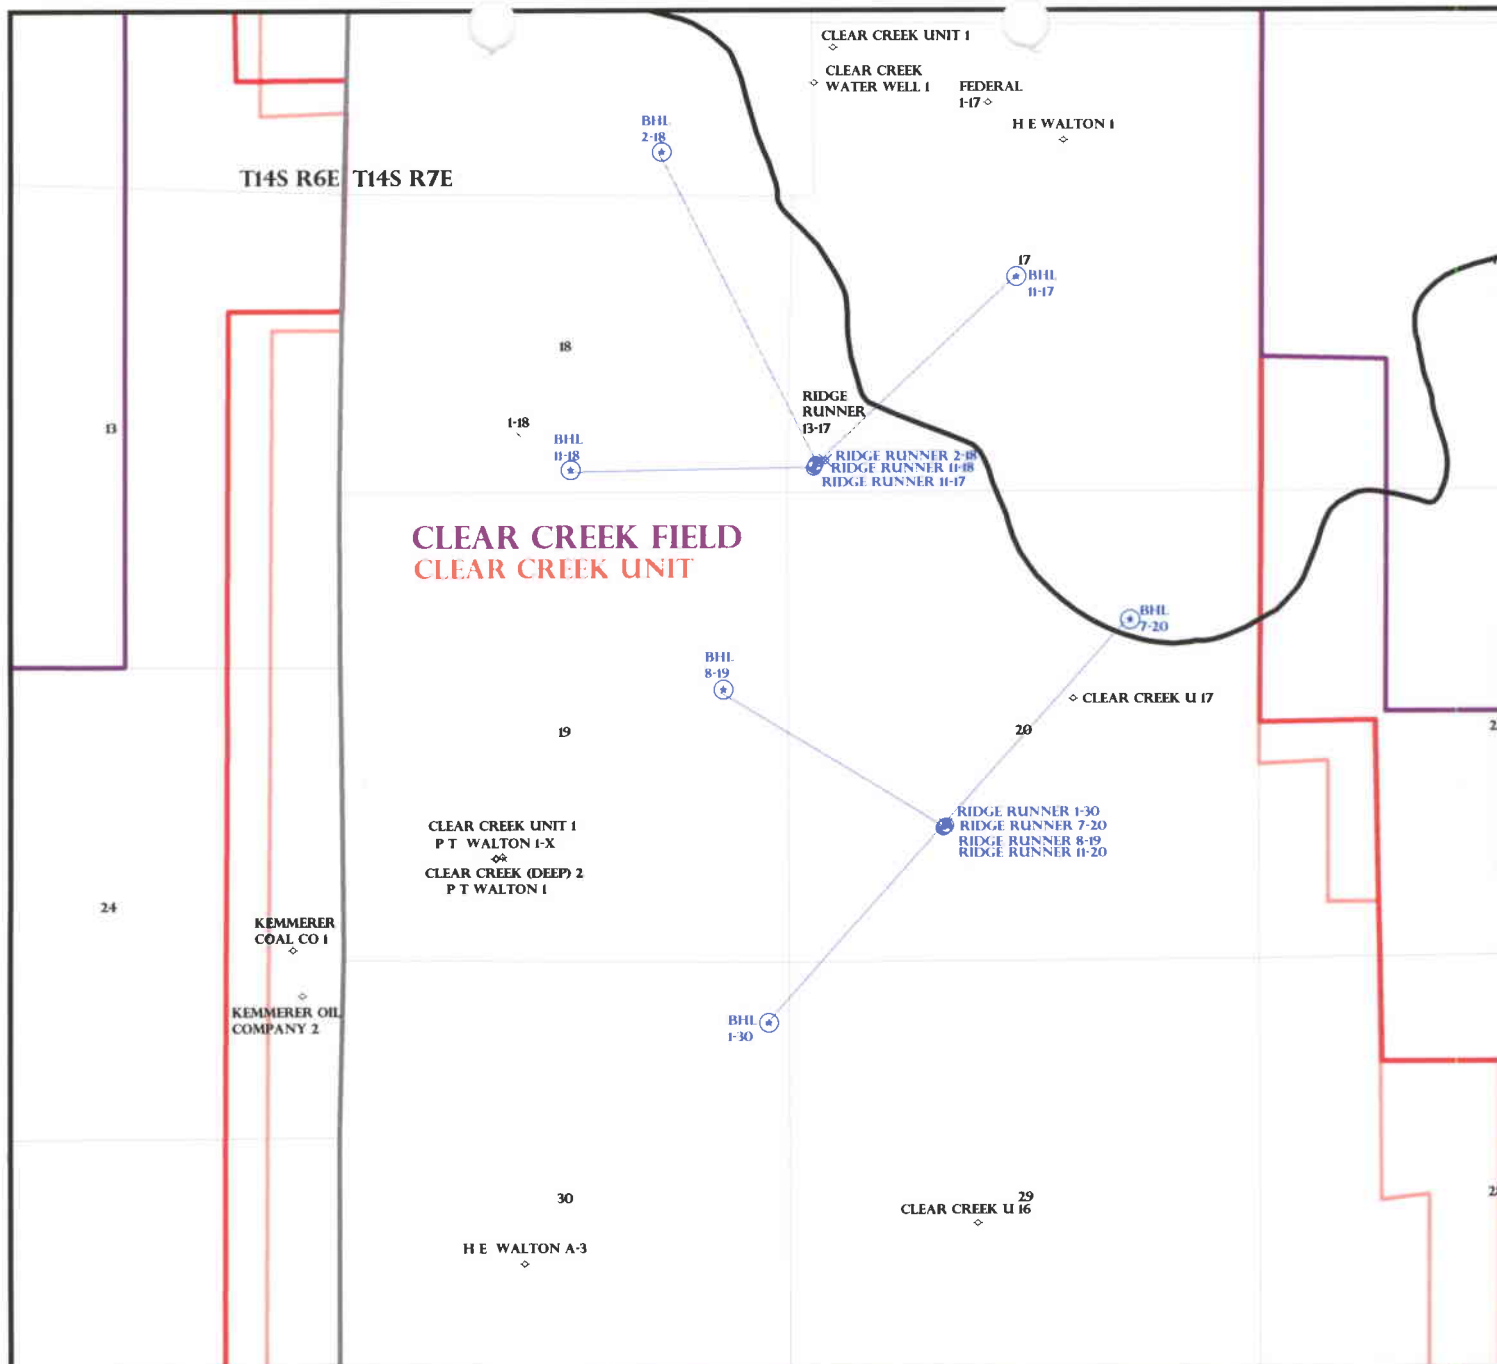 CLEAR CREEK UNIT 1
CLEAR CREEK
WATER WELL 1
FEDERAL
1-17
H E WALTON 1
BHL
2-18
T14S R6E T14S R7E
17
BHL
11-17
18
RIDGE
RUNNER
13-17
1-18
13
BHL
11-18
RIDGE RUNNER 2-18
RIDGE RUNNER 11-18
RIDGE RUNNER 11-17
CLEAR CREEK FIELD
CLEAR CREEK UNIT
BHL
7-20
BHL
8-19
CLEAR CREEK U 17
19
20
RIDGE RUNNER 1-30
RIDGE RUNNER 7-20
RIDGE RUNNER 8-19
RIDGE RUNNER 11-20
CLEAR CREEK UNIT 1
P T WALTON 1-X
CLEAR CREEK (DEEP) 2
P T WALTON 1
24
KEMMERER
COAL CO 1
KEMMERER OIL
COMPANY 2
BHL
1-30
30
29
CLEAR CREEK U 16
H E WALTON A-3